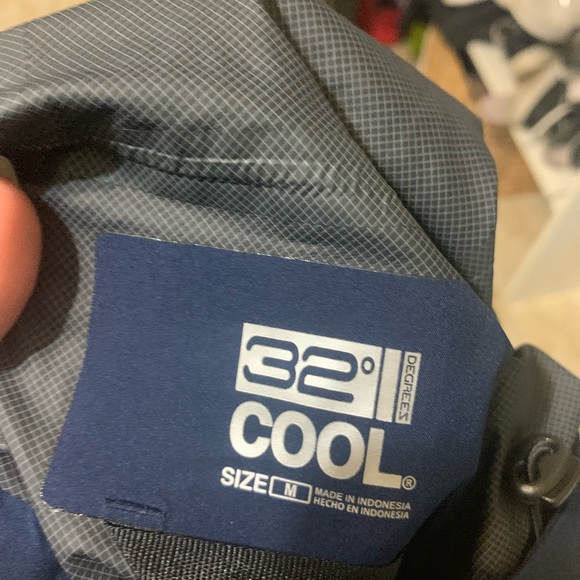 32° DEGREES
COOL®
SIZE M MADE IN INDONESIA
HECHO EN INDONESIA